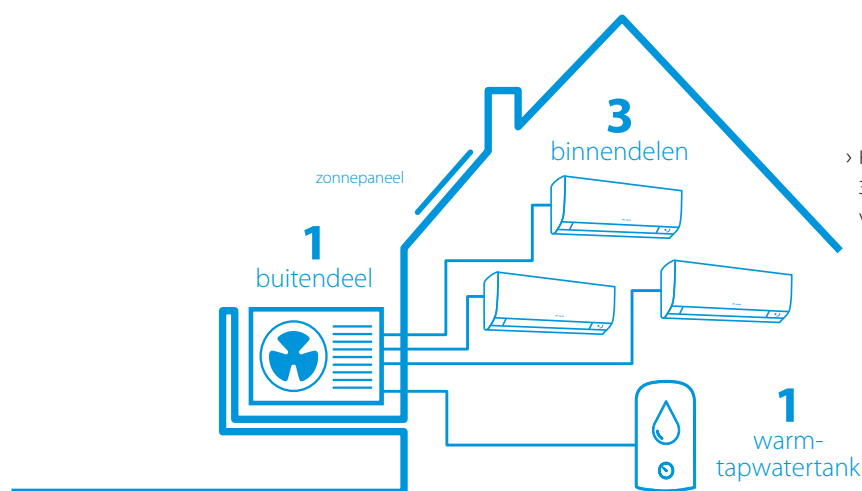 3
binnendelen
zonnepaneel
1
buitendeel
1
warm-
tapwatertank